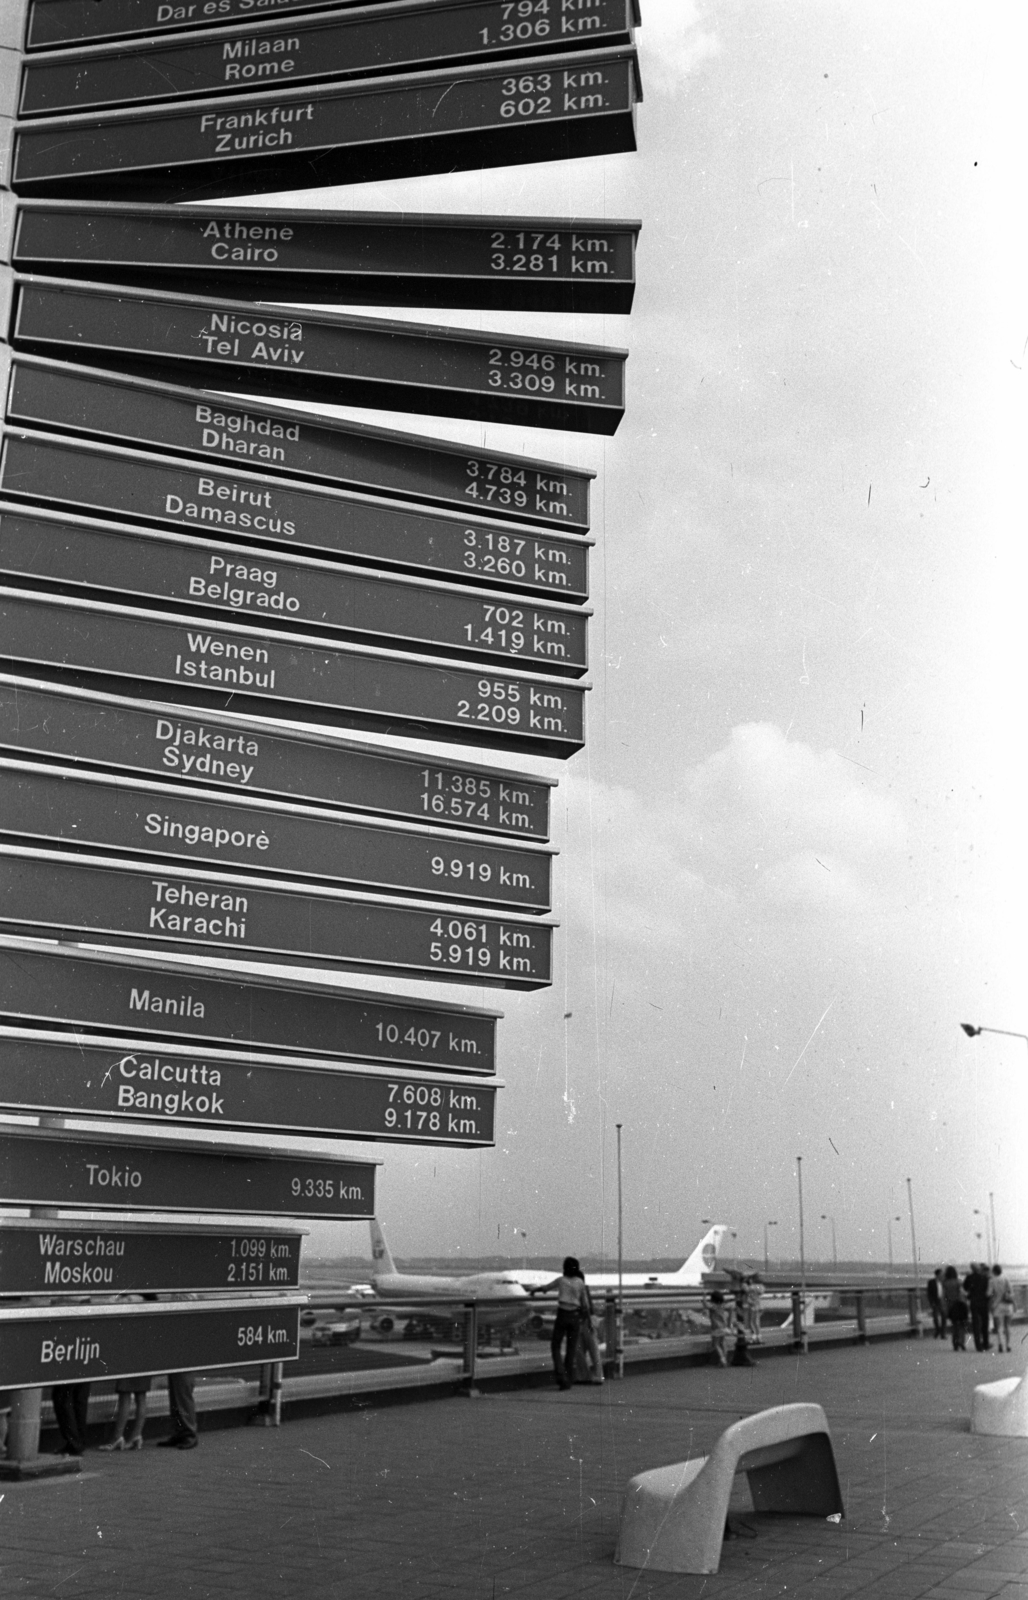 Dar es
Milaan 794 km.
Rome 1.306 km.
Frankfurt 363 km.
Zurich 602 km.
Athene 2.174 km.
Cairo 3.281 km.
Nicosia 2.946 km.
Tel Aviv 3.309 km.
Baghdad 3.784 km.
Dharan 4.739 km.
Beirut 3.187 km.
Damascus 3.260 km.
Praag 702 km.
Belgrado 1.419 km.
Wenen 955 km.
Istanbul 2.209 km.
Djakarta 11.385 km.
Sydney 16.574 km.
Singapore 9.919 km.
Teheran 4.061 km.
Karachi 5.919 km.
Manila 10.407 km.
Calcutta 7.608 km.
Bangkok 9.178 km.
Tokio 9.335 km.
Warschau 1.099 km.
Moskou 2.151 km.
Berlijn 584 km.